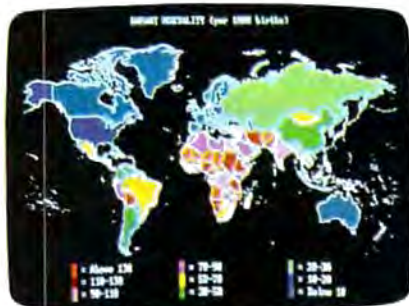 INFANT MORTALITY (per 1000 births)
= Above 130 = 70-90 = 20-30
= 110-130 = 50-70 = 10-20
= 90-110 = 30-50 = Below 10